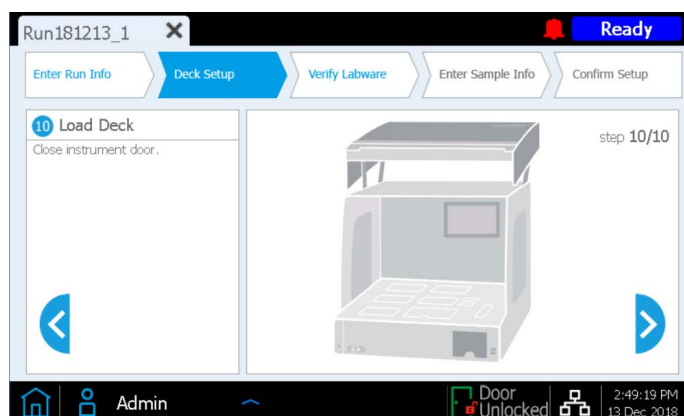 Run181213_1
Ready
Enter Run Info
Deck Setup
Verify Labware
Enter Sample Info
Confirm Setup
10 Load Deck
Close instrument door.
step 10/10
Admin
Door
Unlocked
2:49:19 PM
13 Dec 2018